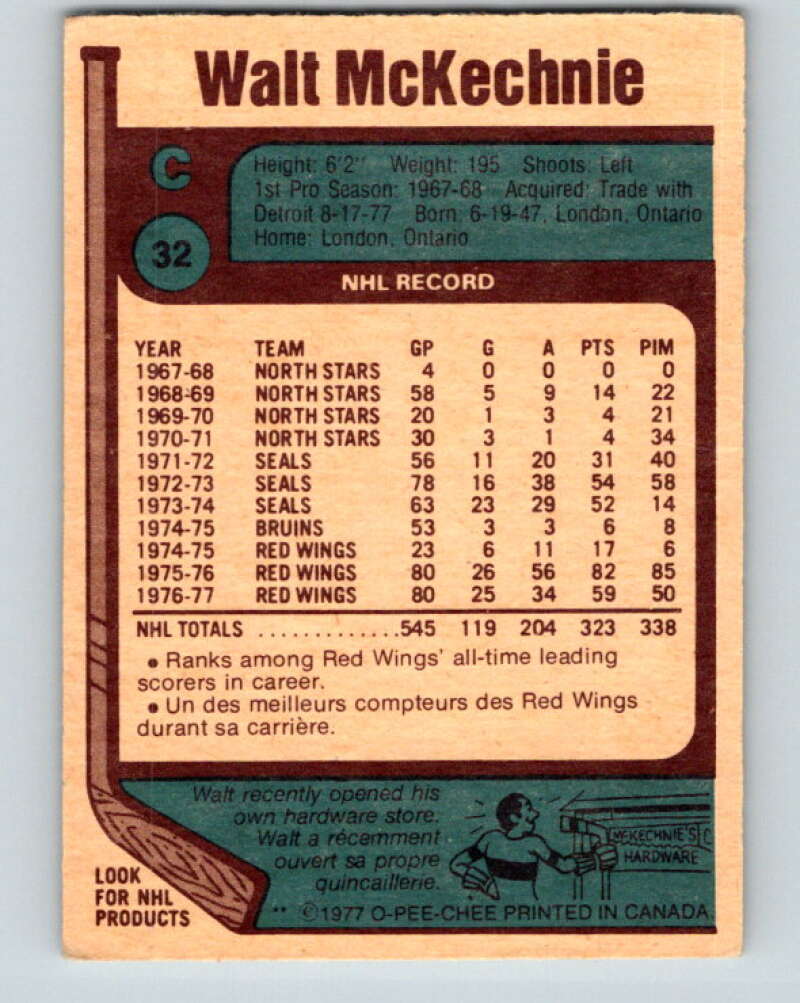 Walt McKechnie
C
Height: 6'2" Weight: 195 Shoots: Left
1st Pro Season: 1967-68 Acquired: Trade with
Detroit 8-17-77 Born: 6-19-47, London, Ontario
Home: London, Ontario
32
NHL RECORD
YEAR TEAM GP G A PTS PIM
1967-68 NORTH STARS 4 0 0 0 0
1968-69 NORTH STARS 58 5 9 14 22
1969-70 NORTH STARS 20 1 3 4 21
1970-71 NORTH STARS 30 3 1 4 34
1971-72 SEALS 56 11 20 31 40
1972-73 SEALS 78 16 38 54 58
1973-74 SEALS 63 23 29 52 14
1974-75 BRUINS 53 3 3 6 8
1974-75 RED WINGS 23 6 11 17 6
1975-76 RED WINGS 80 26 56 82 85
1976-77 RED WINGS 80 25 34 59 50
NHL TOTALS .............545 119 204 323 338
• Ranks among Red Wings' all-time leading
scorers in career.
• Un des meilleurs compteurs des Red Wings
durant sa carrière.
Walt recently opened his
own hardware store.
Walt a récemment
ouvert sa propre
quincaillerie.
McKECHNIE'S C
HARDWARE
LOOK
FOR NHL
PRODUCTS
** ©1977 O-PEE-CHEE PRINTED IN CANADA.